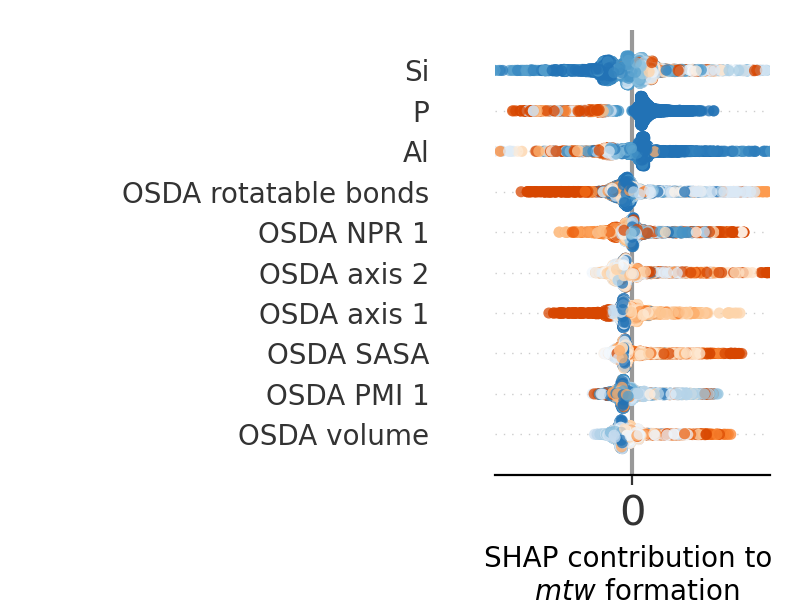 Si
P
Al
OSDA rotatable bonds
OSDA NPR 1
OSDA axis 2
OSDA axis 1
OSDA SASA
OSDA PMI 1
OSDA volume
0
SHAP contribution to
mtw formation